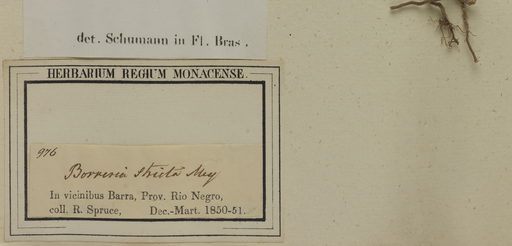 det. Schumann in Fl. Bras.
HERBARIUM REGIUM MONACENSE.
976
Borreria stricta Mey
In vicinibus Barra, Prov. Rio Negro,
coll. R. Spruce, Dec.-Mart. 1850-51.